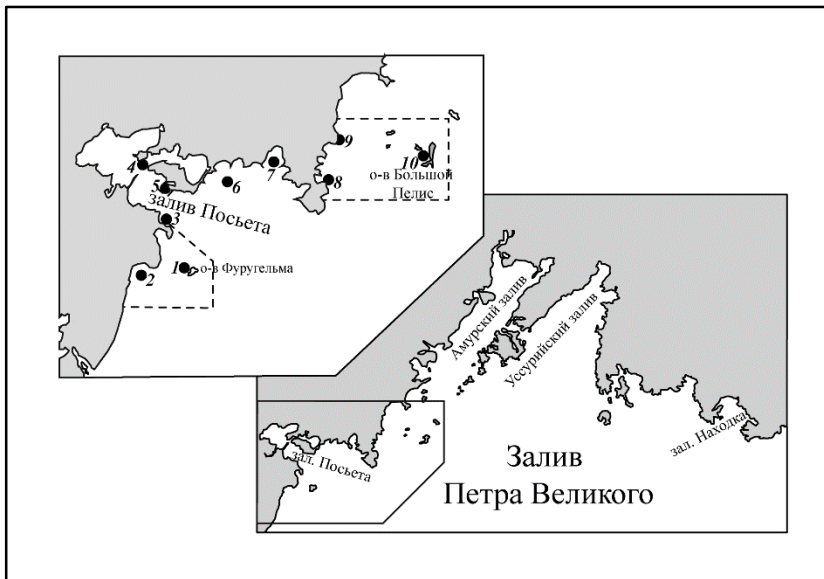 9
10
о-в Большой
Пелис
4
7
8
5
6
залив Посьета
3
1
о-в Фуругельма
2
Амурский залив
Уссурийский залив
зал. Посьета
зал. Находка
Залив
Петра Великого